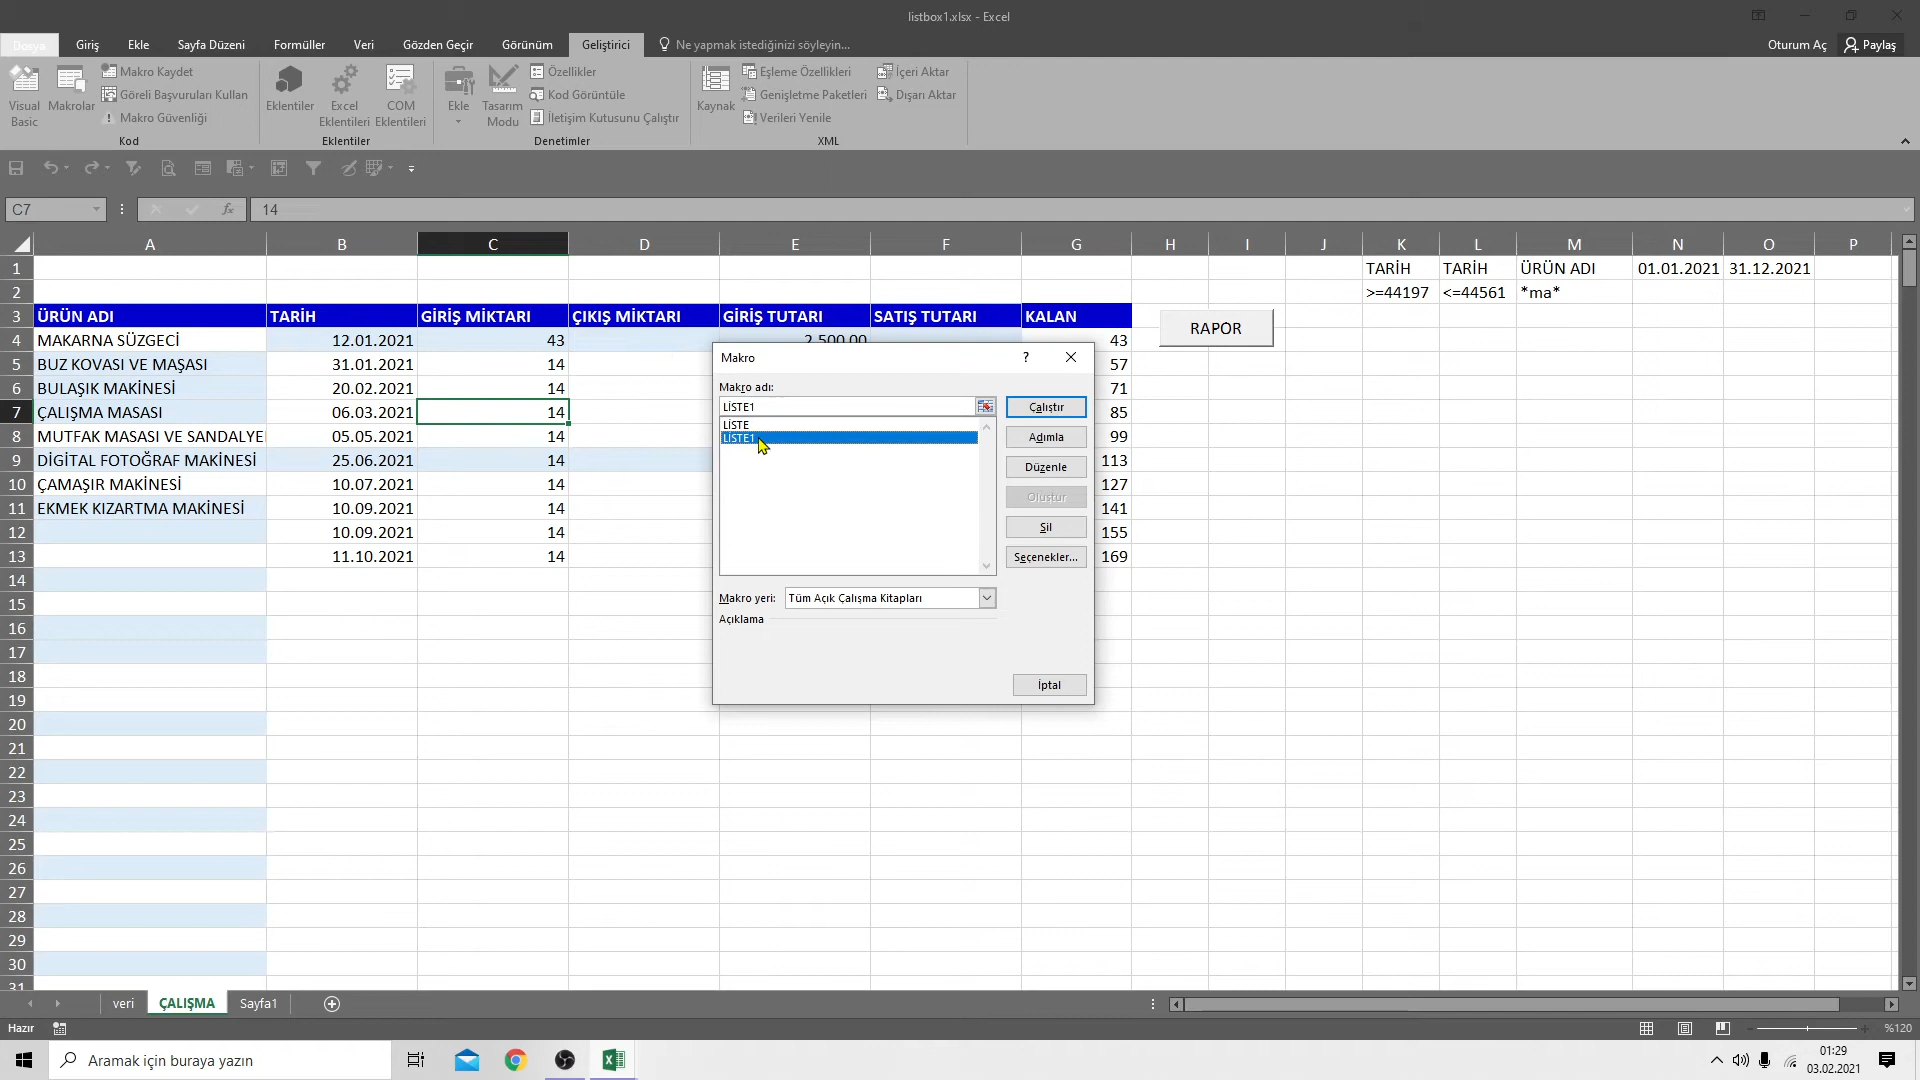 listbox1.xlsx - Excel
Dosya Giriş Ekle Sayfa Düzeni Formüller Veri Gözden Geçir Görünüm Geliştirici Ne yapmak istediğinizi söyleyin... Oturum Aç Paylaş
Visual Basic
Makrolar
Makro Kaydet
Göreli Başvuruları Kullan
Makro Güvenliği
Kod
Eklentiler
Excel Eklentileri
COM Eklentileri
Eklentiler
Ekle
Tasarım Modu
Özellikler
Kod Görüntüle
İletişim Kutusunu Çalıştır
Denetimler
Kaynak
Eşleme Özellikleri
Genişletme Paketleri
Verileri Yenile
İçeri Aktar
Dışarı Aktar
XML
C7 fx 14
A B C D E F G H I J K L M N O P
1 TARİH TARİH ÜRÜN ADI 01.01.2021 31.12.2021
2 >=44197 <=44561 *ma*
3 ÜRÜN ADI TARİH GİRİŞ MİKTARI ÇIKIŞ MİKTARI GİRİŞ TUTARI SATIŞ TUTARI KALAN
RAPOR
4 MAKARNA SÜZGECİ 12.01.2021 43 2.500,00 43
5 BUZ KOVASI VE MAŞASI 31.01.2021 14 57
6 BULAŞIK MAKİNESİ 20.02.2021 14 71
7 ÇALIŞMA MASASI 06.03.2021 14 85
8 MUTFAK MASASI VE SANDALYE 05.05.2021 14 99
9 DİGİTAL FOTOĞRAF MAKİNESİ 25.06.2021 14 113
10 ÇAMAŞIR MAKİNESİ 10.07.2021 14 127
11 EKMEK KIZARTMA MAKİNESİ 10.09.2021 14 141
12 10.09.2021 14 155
13 11.10.2021 14 169
14
15
16
17
18
19
20
21
22
23
24
25
26
27
28
29
30
31
Makro ?
Makro adı:
LİSTE1
LİSTE
LİSTE1
Çalıştır
Adımla
Düzenle
Oluştur
Sil
Seçenekler...
Makro yeri: Tüm Açık Çalışma Kitapları
Açıklama
İptal
veri ÇALIŞMA Sayfa1
Hazır %120
Aramak için buraya yazın
01:29
03.02.2021